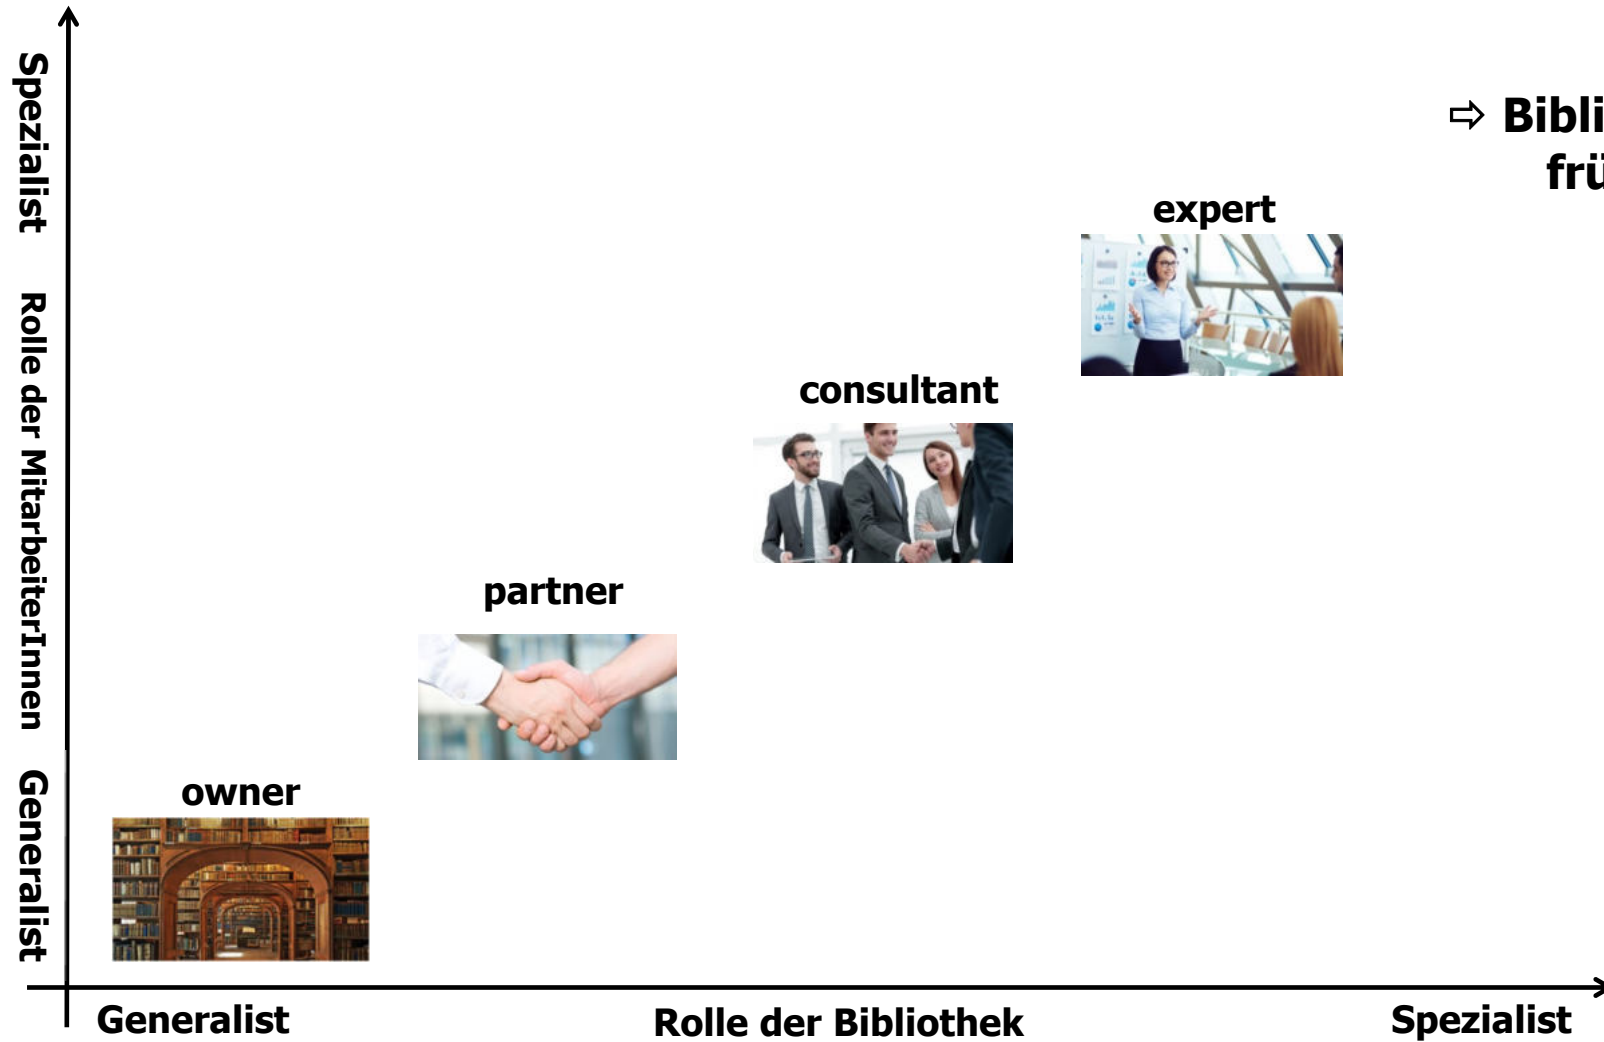 Spezialist
Rolle der MitarbeiterInnen
Generalist
⇨ Bibli
frü
expert
consultant
partner
owner
Generalist
Rolle der Bibliothek
Spezialist